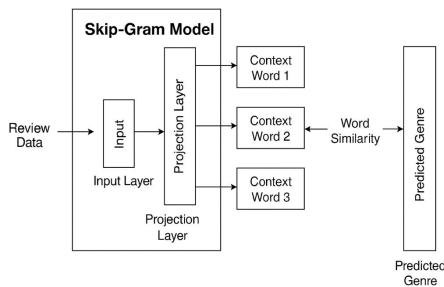 Skip-Gram Model
Review
Data
Input
Input Layer
Projection Layer
Projection
Layer
Context
Word 1
Context
Word 2
Context
Word 3
Word
Similarity
Predicted Genre
Predicted
Genre